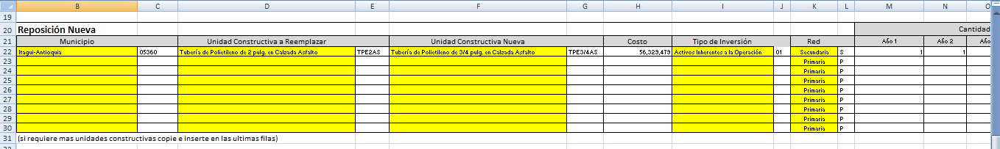 B C D E F G H I J K L M N O
19
20 Reposición Nueva Cantidad
21 Municipio Unidad Constructiva a Reemplazar Unidad Constructiva Nueva Costo Tipo de Inversión Red Año 1 Año 2 Año
22 Itagui-Antioquia 05360 Tubería de Polietileno de 2 pulg. en Calzada Asfalto TPE2AS Tubería de Polietileno de 3/4 pulg. en Calzada Asfalto TPE3/4AS 56,329,479 Activos Inherentes a la Operación 01 Secundaria S 1 1
23 Primaria P
24 Primaria P
25 Primaria P
26 Primaria P
27 Primaria P
28 Primaria P
29 Primaria P
30 Primaria P
31 (si requiere mas unidades constructivas copie e inserte en las ultimas filas)